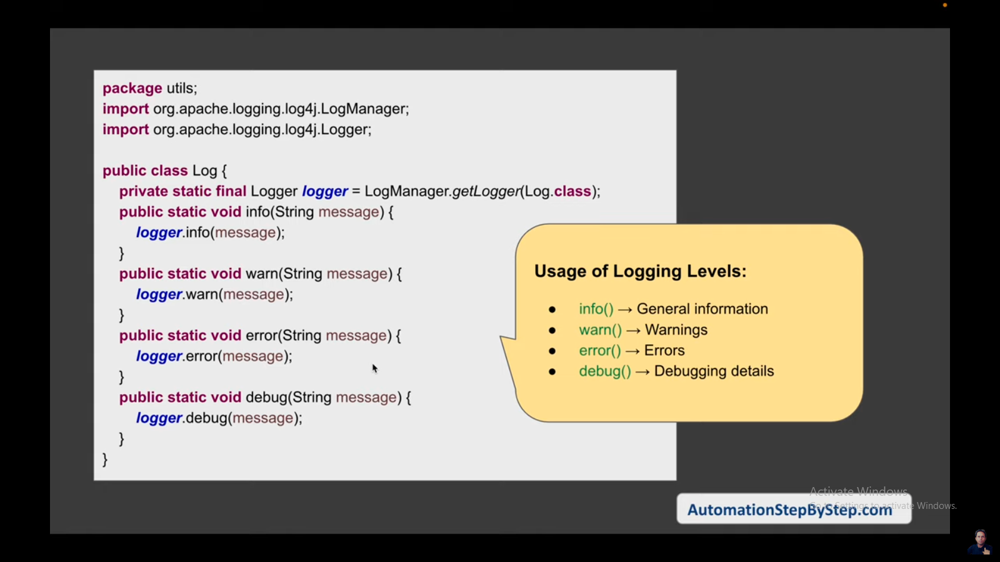 package utils;
import org.apache.logging.log4j.LogManager;
import org.apache.logging.log4j.Logger;
public class Log {
private static final Logger logger = LogManager.getLogger(Log.class);
public static void info(String message) {
logger.info(message);
}
public static void warn(String message) {
logger.warn(message);
}
public static void error(String message) {
logger.error(message);
}
public static void debug(String message) {
logger.debug(message);
}
}
Usage of Logging Levels:
● info() → General information
● warn() → Warnings
● error() → Errors
● debug() → Debugging details
Activate Windows
Go to Settings to activate Windows.
AutomationStepByStep.com